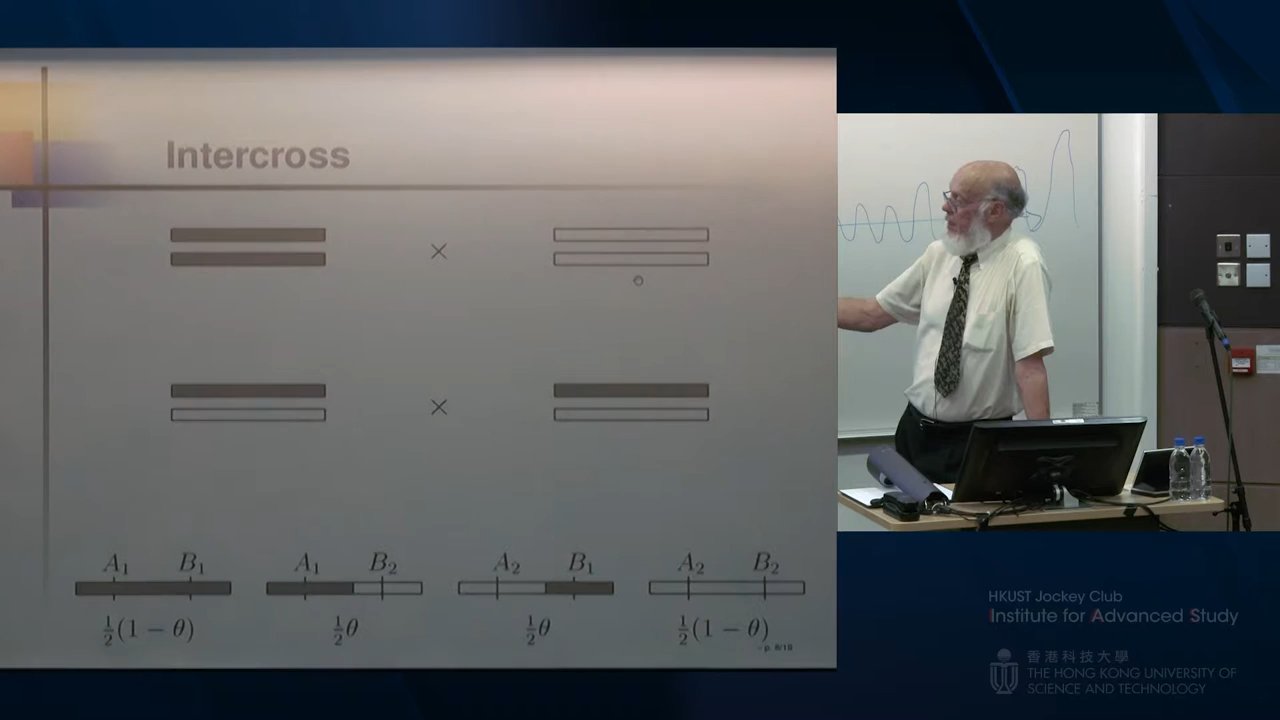 Intercross
×
×
A₁ B₁ A₁ B₂ A₂ B₁ A₂ B₂
½(1 − θ) ½θ ½θ ½(1 − θ)
- p. 8/18
HKUST Jockey Club
Institute for Advanced Study
香港科技大學
THE HONG KONG UNIVERSITY OF
SCIENCE AND TECHNOLOGY